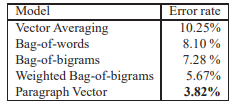 Model Error rate
Vector Averaging 10.25%
Bag-of-words 8.10 %
Bag-of-bigrams 7.28 %
Weighted Bag-of-bigrams 5.67%
Paragraph Vector 3.82%